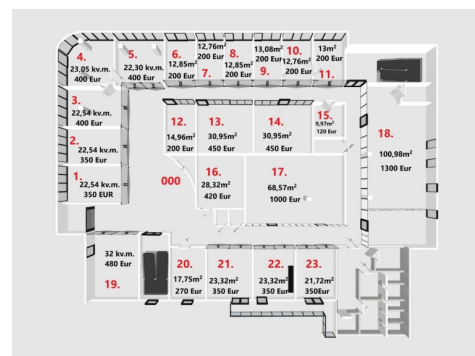 4.
23,05 kv.m.
400 Eur
5.
22,30 kv.m.
400 Eur
6.
12,85m²
200 Eur
12,76m²
200 Eur
7.
8.
12,85m²
200 Eur
13,08m²
200 Eur
9.
10.
12,76m²
200 Eur
13m²
200 Eur
11.
3.
22,54 kv.m.
400 Eur
2.
22,54 kv.m.
350 Eur
1.
22,54 kv.m.
350 EUR
12.
14,96m²
200 Eur
13.
30,95m²
450 Eur
14.
30,95m²
450 Eur
15.
9,97m²
120 Eur
18.
100,98m²
1300 Eur
000
16.
28,32m²
420 Eur
17.
68,57m²
1000 Eur
32 kv.m.
480 Eur
19.
20.
17,75m²
270 Eur
21.
23,32m²
350 Eur
22.
23,32m²
350 Eur
23.
21,72m²
350Eur